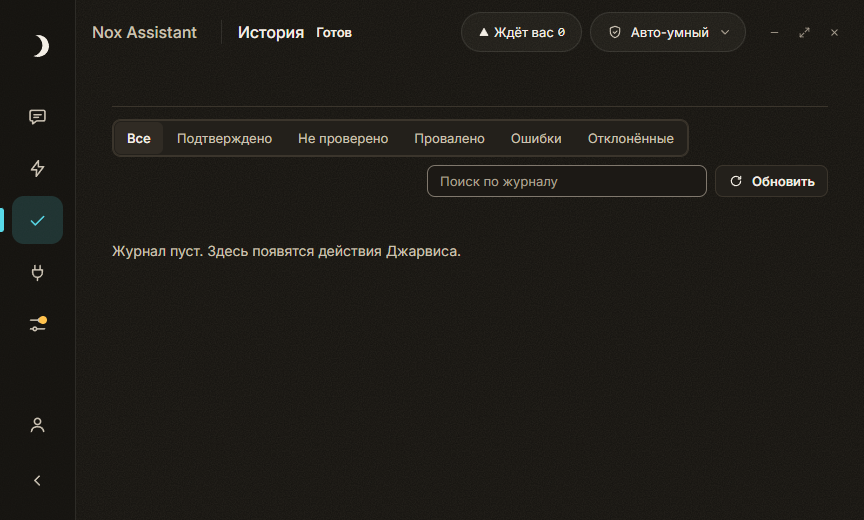 Nox Assistant История Готов Ждёт вас 0 Авто-умный
Все Подтверждено Не проверено Провалено Ошибки Отклонённые
Поиск по журналу Обновить
Журнал пуст. Здесь появятся действия Джарвиса.